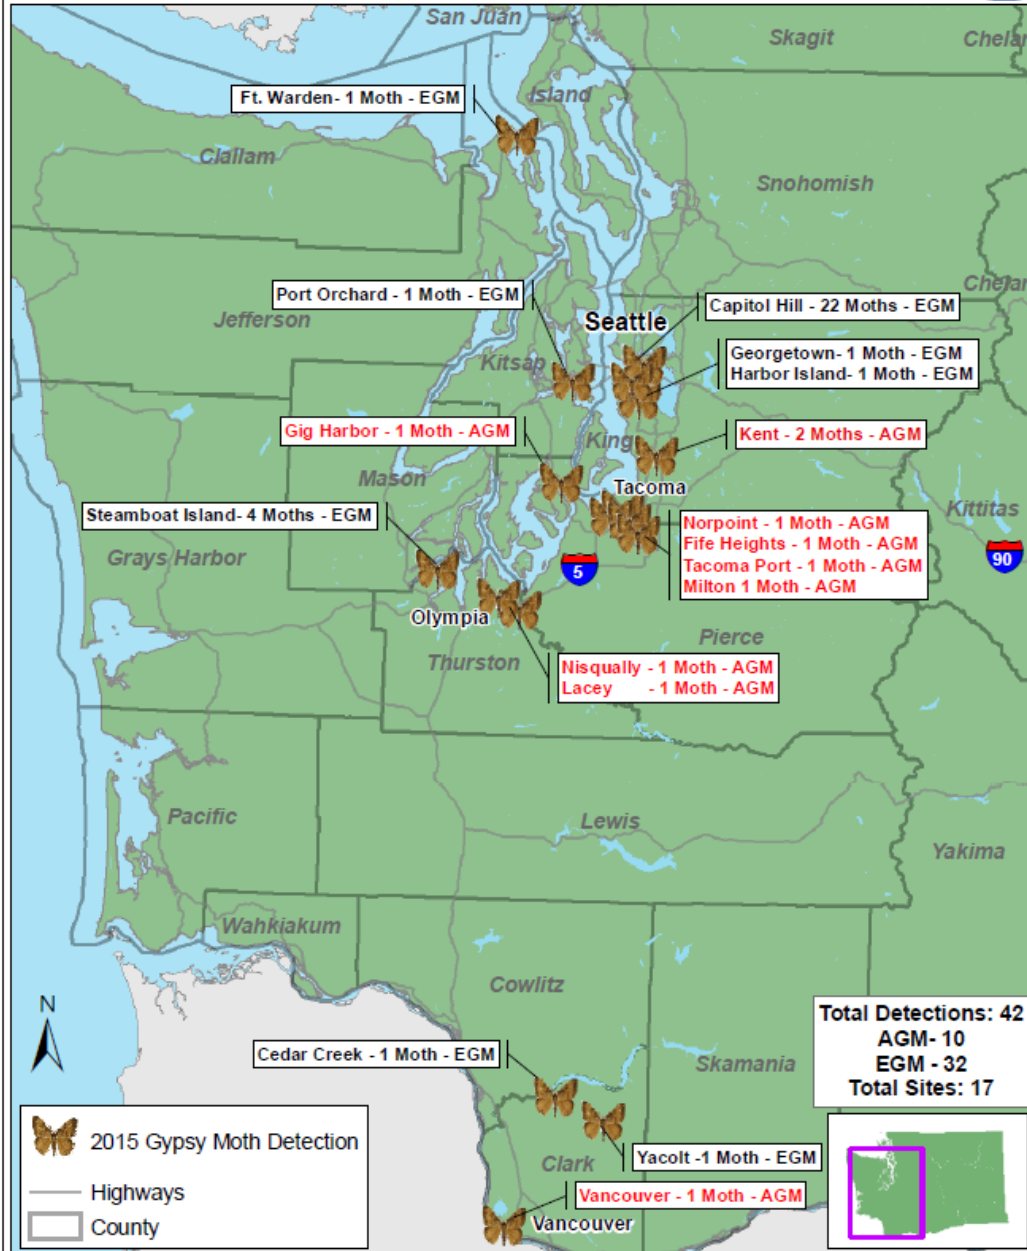 San Juan
Skagit
Ft. Warden- 1 Moth - EGM
Island
Clallam
Snohomish
Port Orchard - 1 Moth - EGM
Capitol Hill - 22 Moths - EGM
Jefferson
Seattle
Georgetown- 1 Moth - EGM
Harbor Island- 1 Moth - EGM
Kitsap
Gig Harbor - 1 Moth - AGM
King
Kent - 2 Moths - AGM
Mason
Tacoma
Kittitas
Steamboat Island- 4 Moths - EGM
Norpoint - 1 Moth - AGM
Fife Heights - 1 Moth - AGM
Tacoma Port - 1 Moth - AGM
Milton 1 Moth - AGM
Grays Harbor
5
90
Olympia
Pierce
Thurston
Nisqually - 1 Moth - AGM
Lacey - 1 Moth - AGM
Pacific
Lewis
Yakima
Wahkiakum
Cowlitz
N
Total Detections: 42
AGM- 10
EGM - 32
Total Sites: 17
Cedar Creek - 1 Moth - EGM
Skamania
2015 Gypsy Moth Detection
Yacolt -1 Moth - EGM
Clark
Highways
Vancouver - 1 Moth - AGM
County
Vancouver